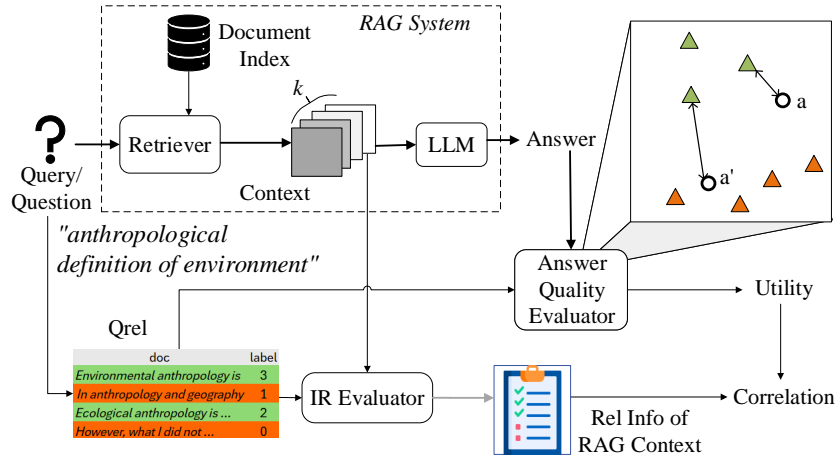 RAG System
Document
Index
k
?
Retriever
LLM
Answer
Query/
Question
Context
a
a'
"anthropological
definition of environment"
Answer
Quality
Evaluator
Utility
Qrel
doc label
Environmental anthropology is 3
In anthropology and geography 1
Ecological anthropology is ... 2
However, what I did not ... 0
IR Evaluator
Rel Info of
RAG Context
Correlation